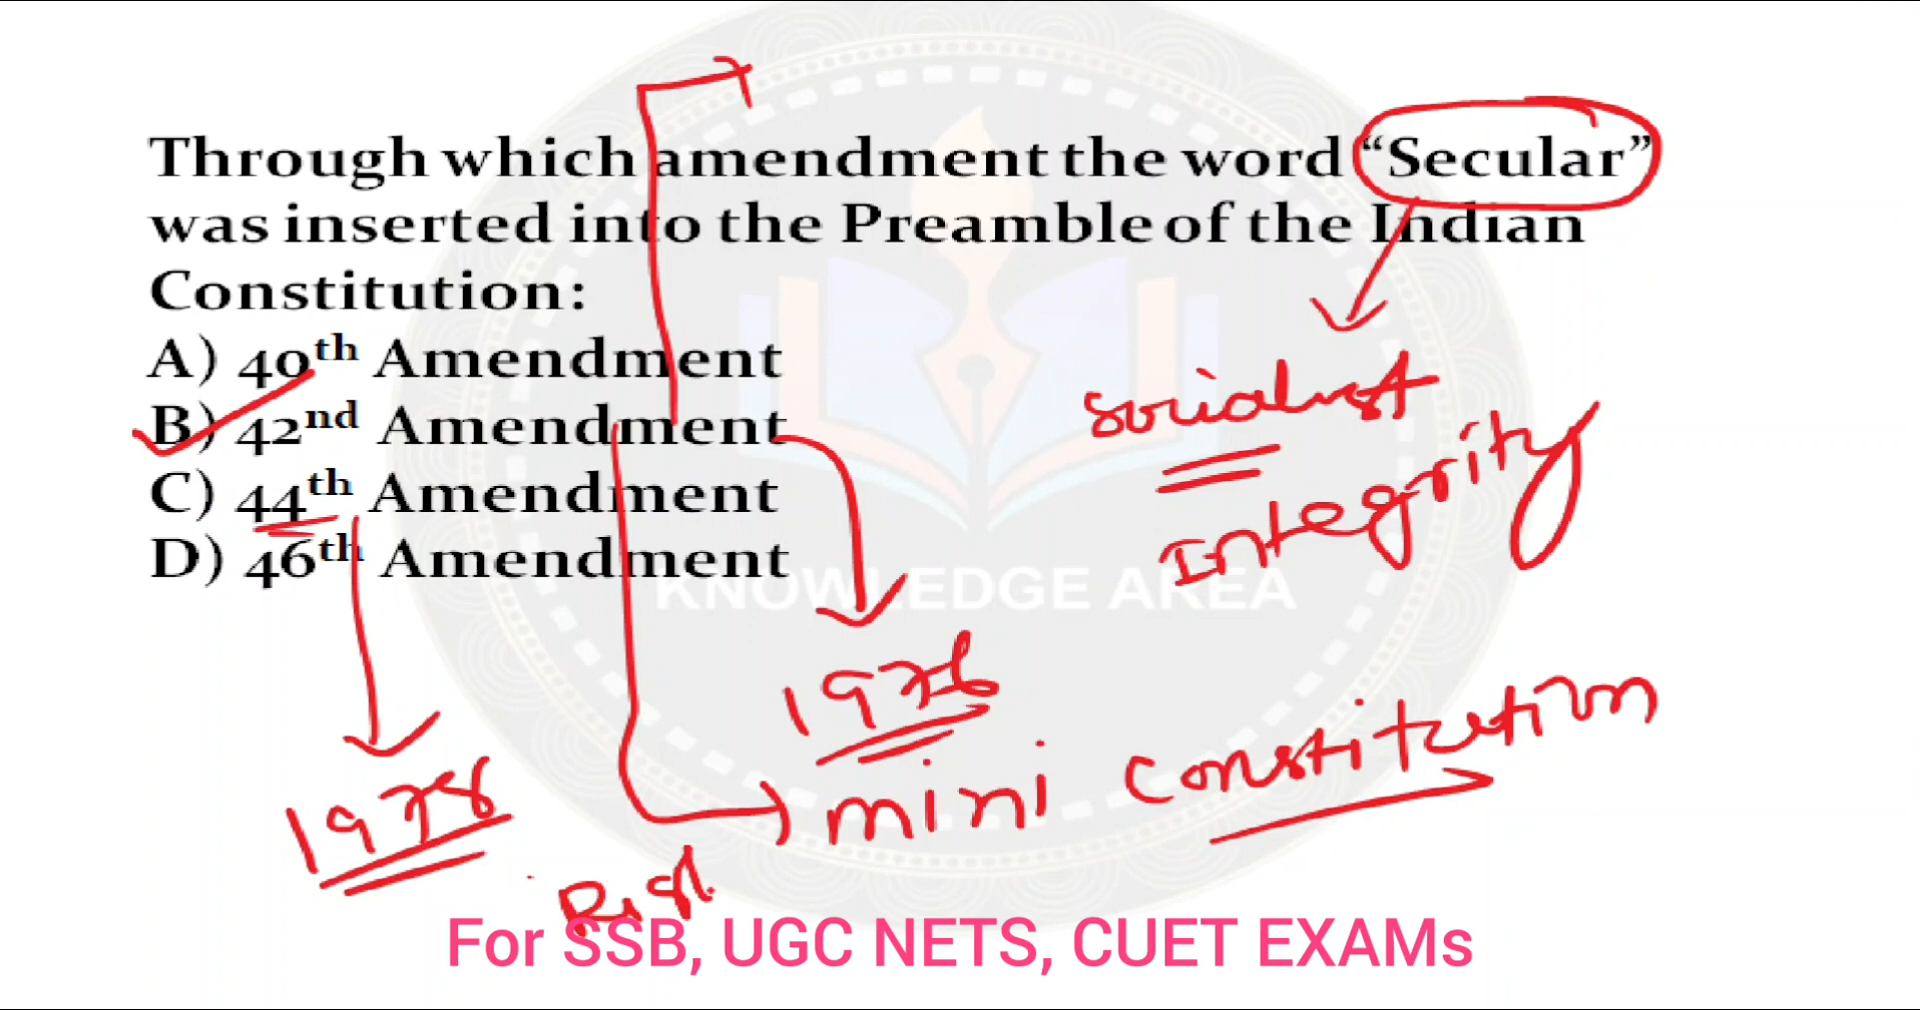 Through which amendment the word “Secular”
was inserted into the Preamble of the Indian
Constitution:
A) 40th Amendment
B) 42nd Amendment
C) 44th Amendment
D) 46th Amendment
Socialist
Integrity
KNOWLEDGE AREA
1976
1978
mini Constitution
For SSB, UGC NETS, CUET EXAMs